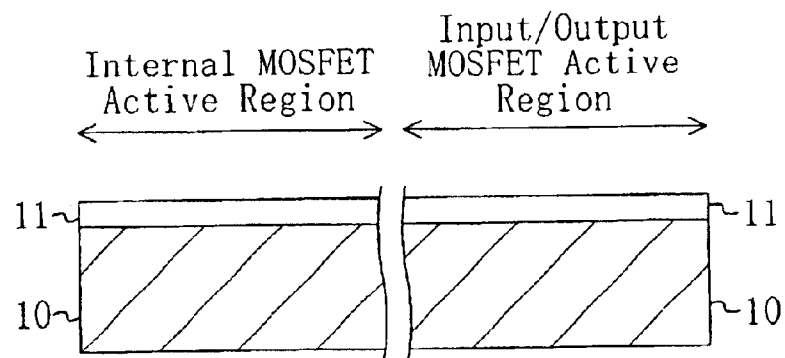 Internal MOSFET
Active Region
Input/Output
MOSFET Active
Region
11
11
10
10